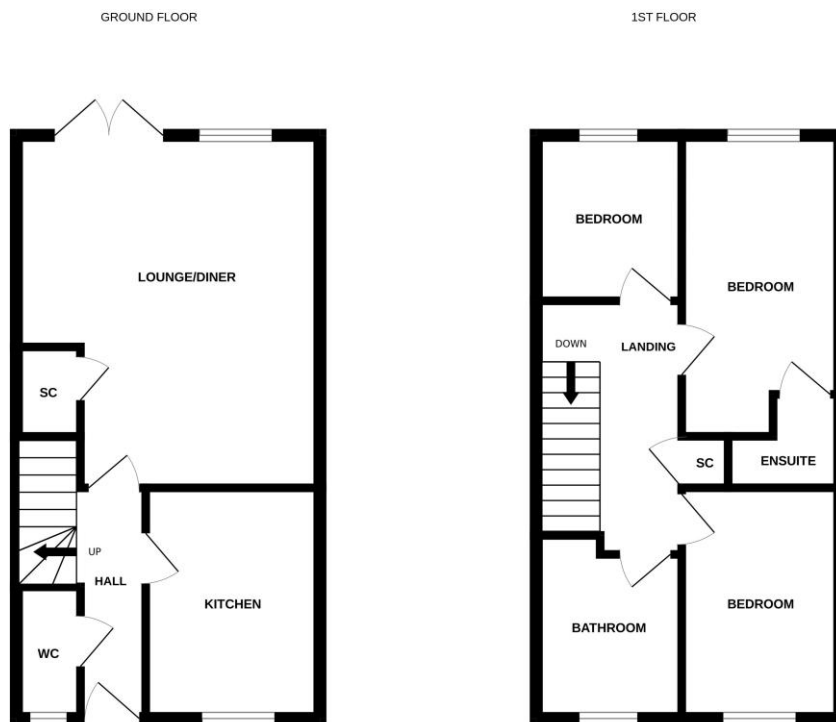 GROUND FLOOR
LOUNGE/DINER
SC
UP
HALL
KITCHEN
WC
1ST FLOOR
BEDROOM
BEDROOM
DOWN
LANDING
SC
ENSUITE
BEDROOM
BATHROOM